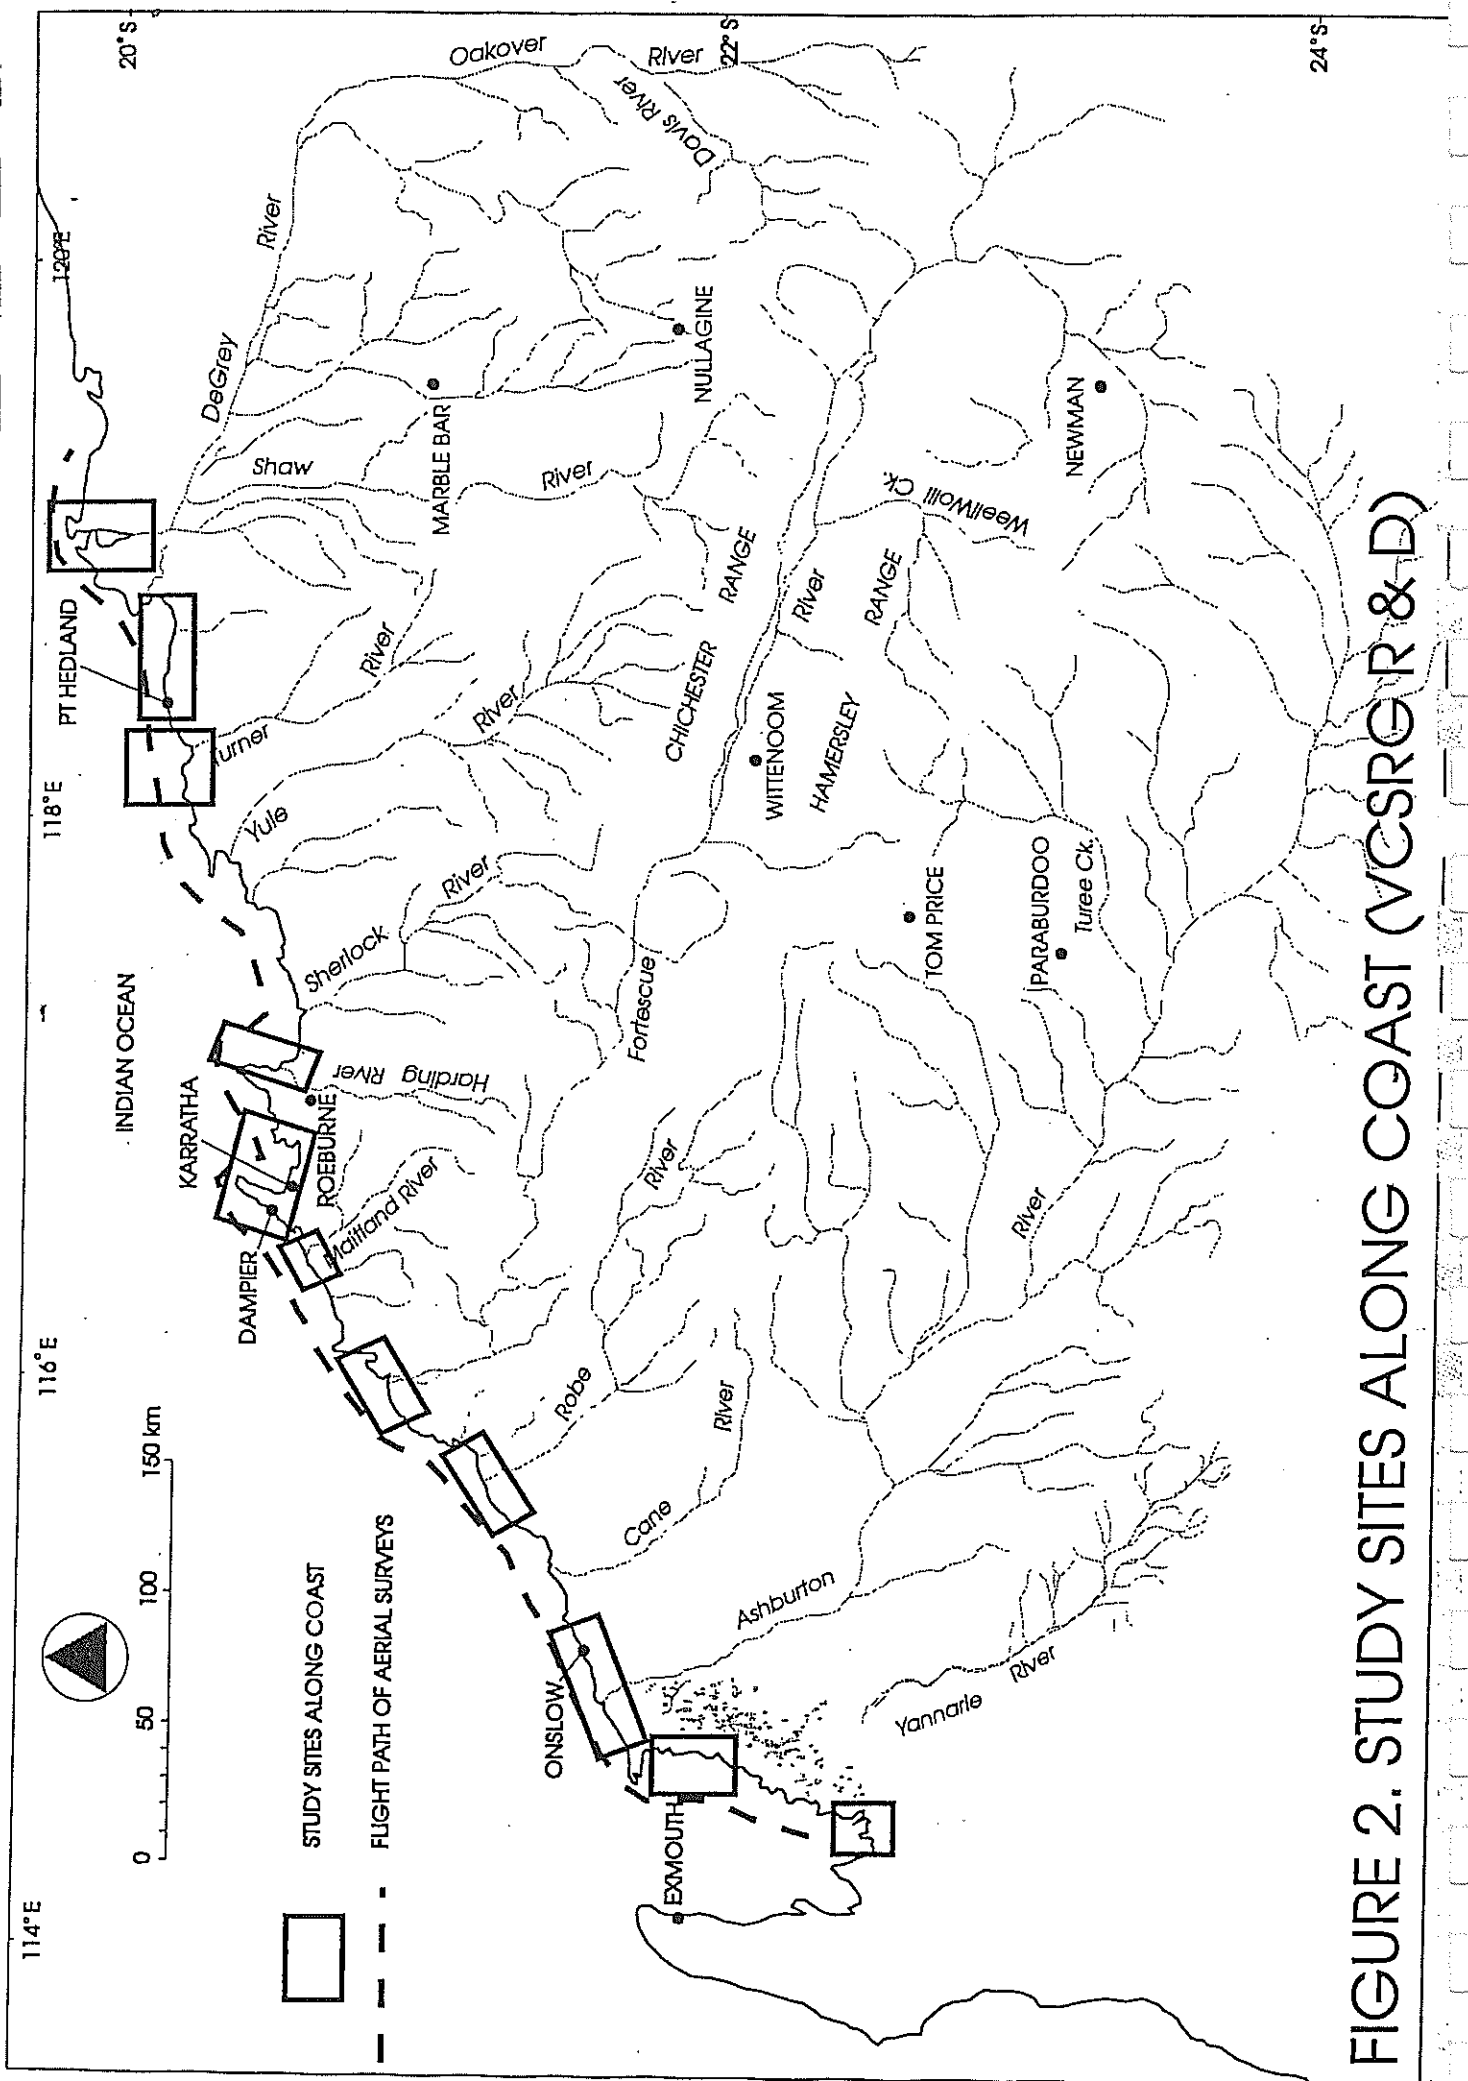 114°E
116°E
118°E
120°E
20°S
22°S
24°S
0 50 100 150 km
STUDY SITES ALONG COAST
FLIGHT PATH OF AERIAL SURVEYS
INDIAN OCEAN
PT HEDLAND
KARRATHA
DAMPIER
ROEBURNE
ONSLOW
EXMOUTH
MARBLE BAR
NULLAGINE
NEWMAN
WITTENOOM
TOM PRICE
PARABURDOO
CHICHESTER RANGE
HAMERSLEY RANGE
Oakover River
Davis River
DeGrey River
Shaw River
Turner River
Yule River
Sherlock River
Harding River
Maitland River
Fortescue River
WeeliWolli Ck
Turee Ck.
Robe River
Cane River
Ashburton River
Yannarie River
FIGURE 2. STUDY SITES ALONG COAST (VCSRG R & D)